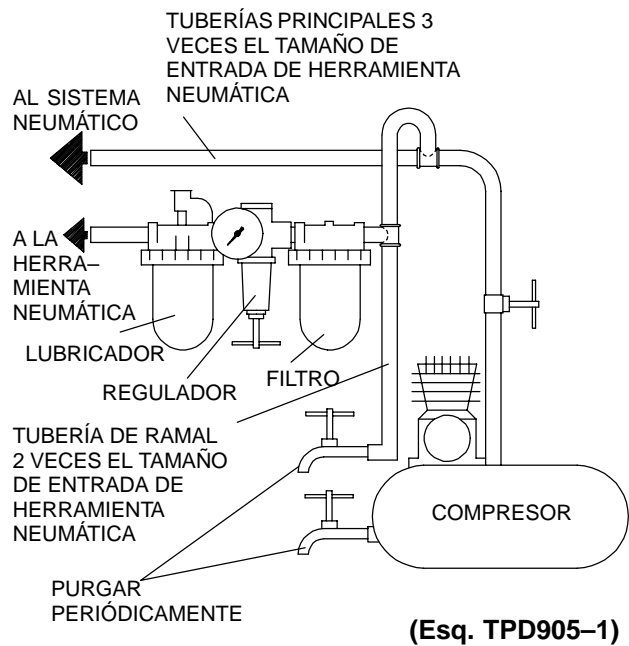 TUBERÍAS PRINCIPALES 3
VECES EL TAMAÑO DE
ENTRADA DE HERRAMIENTA
NEUMÁTICA
AL SISTEMA
NEUMÁTICO
A LA
HERRA–
MIENTA
NEUMÁTICA
LUBRICADOR
REGULADOR
FILTRO
TUBERÍA DE RAMAL
2 VECES EL TAMAÑO
DE ENTRADA DE
HERRAMIENTA
NEUMÁTICA
COMPRESOR
PURGAR
PERIÓDICAMENTE
(Esq. TPD905–1)